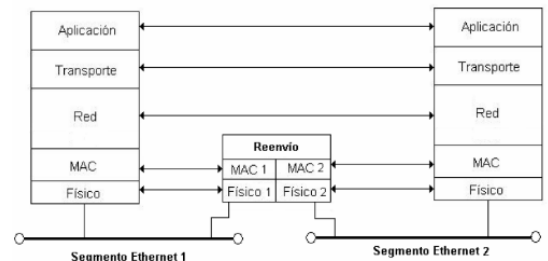 Aplicación
Aplicación
Transporte
Transporte
Red
Red
Reenvío
MAC
MAC 1
MAC 2
MAC
Físico
Físico 1
Físico 2
Físico
Segmento Ethernet 1
Segmento Ethernet 2